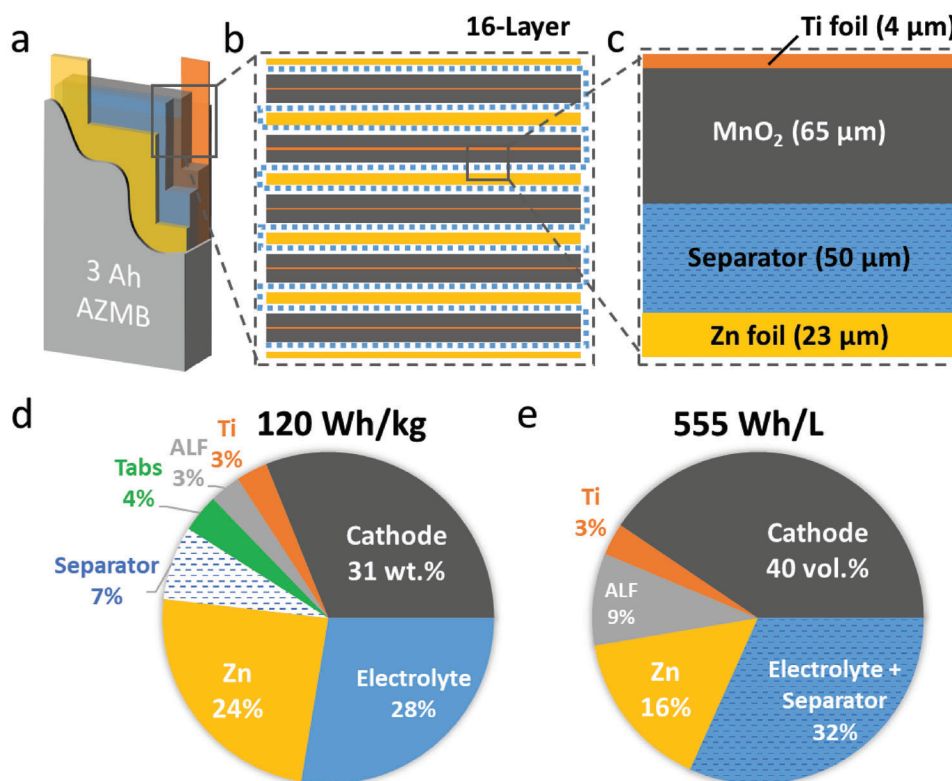 a
3 Ah
AZMB
b
16-Layer
c
Ti foil (4 μm)
MnO₂ (65 μm)
Separator (50 μm)
Zn foil (23 μm)
d
120 Wh/kg
Ti
3%
ALF
3%
Tabs
4%
Separator
7%
Cathode
31 wt.%
Zn
24%
Electrolyte
28%
e
555 Wh/L
Ti
3%
Cathode
40 vol.%
ALF
9%
Zn
16%
Electrolyte +
Separator
32%